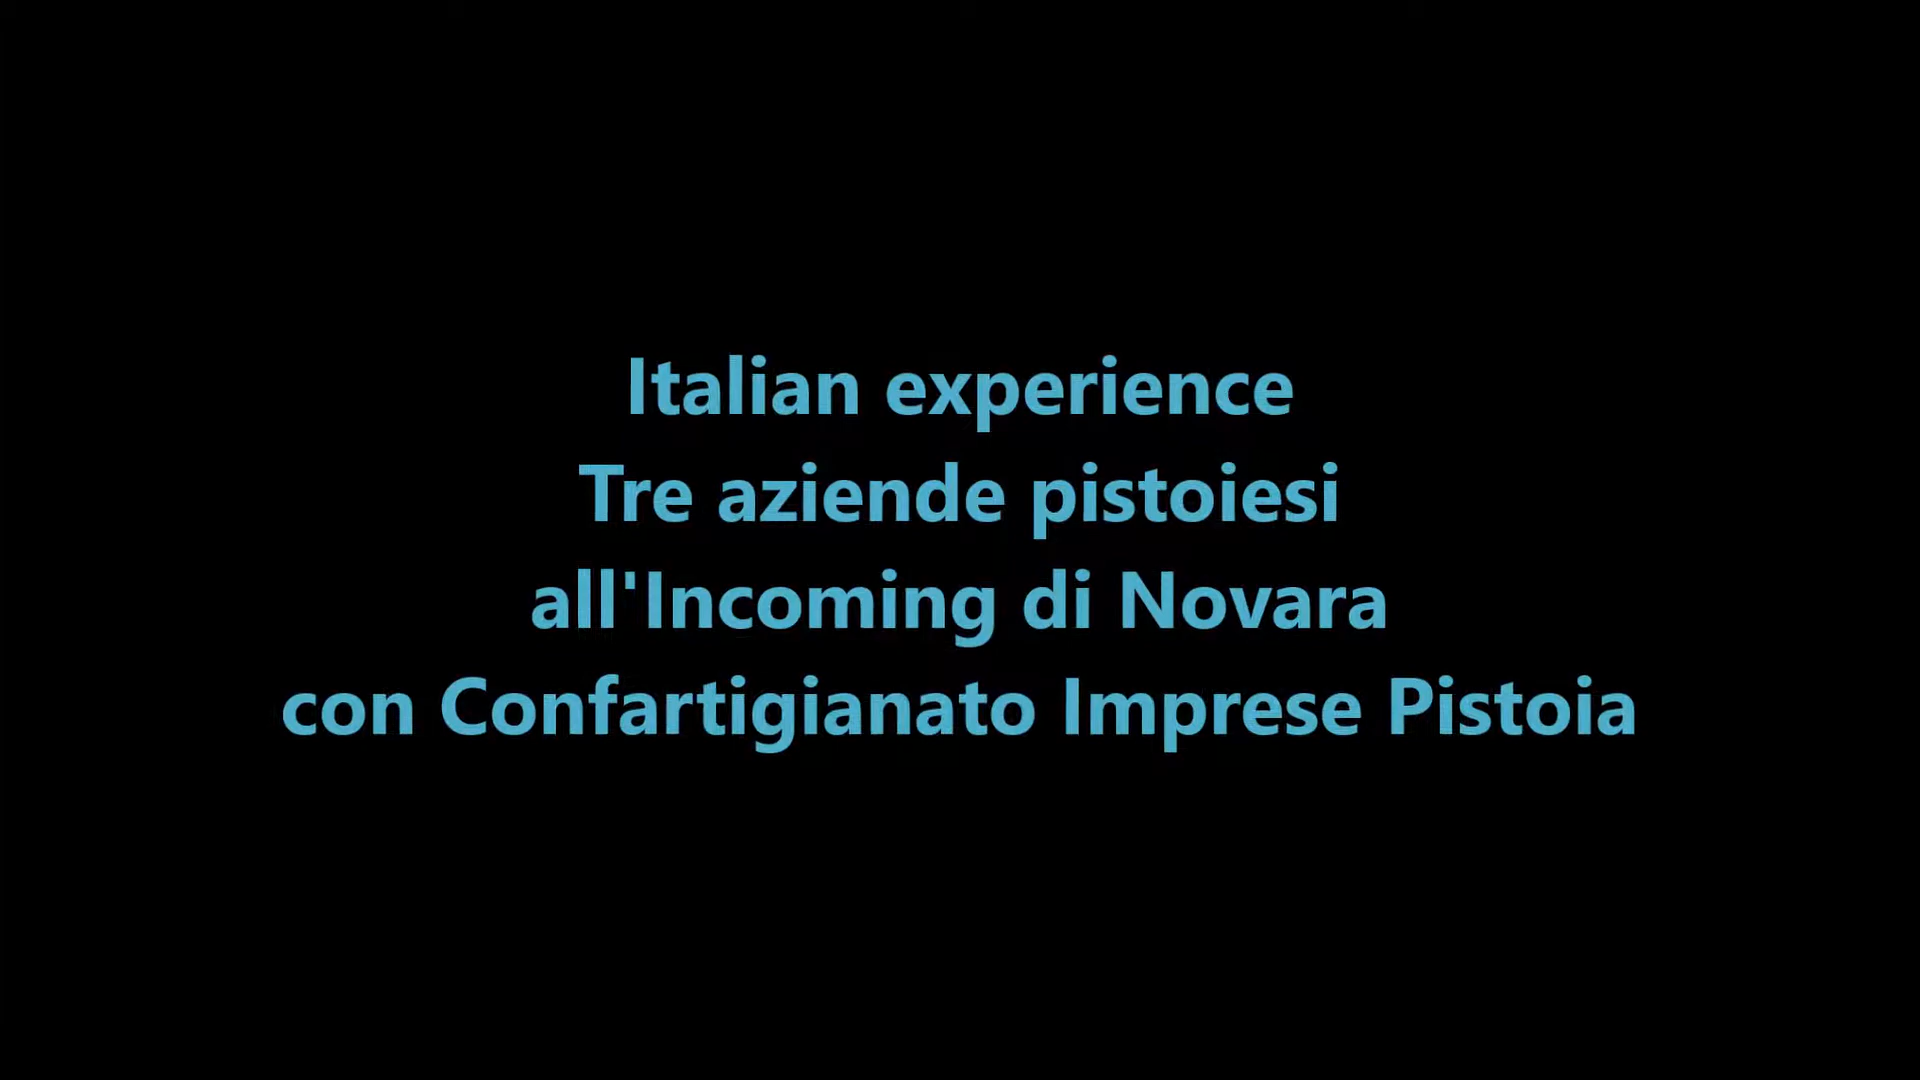 Italian experience
Tre aziende pistoiesi
all'Incoming di Novara
con Confartigianato Imprese Pistoia